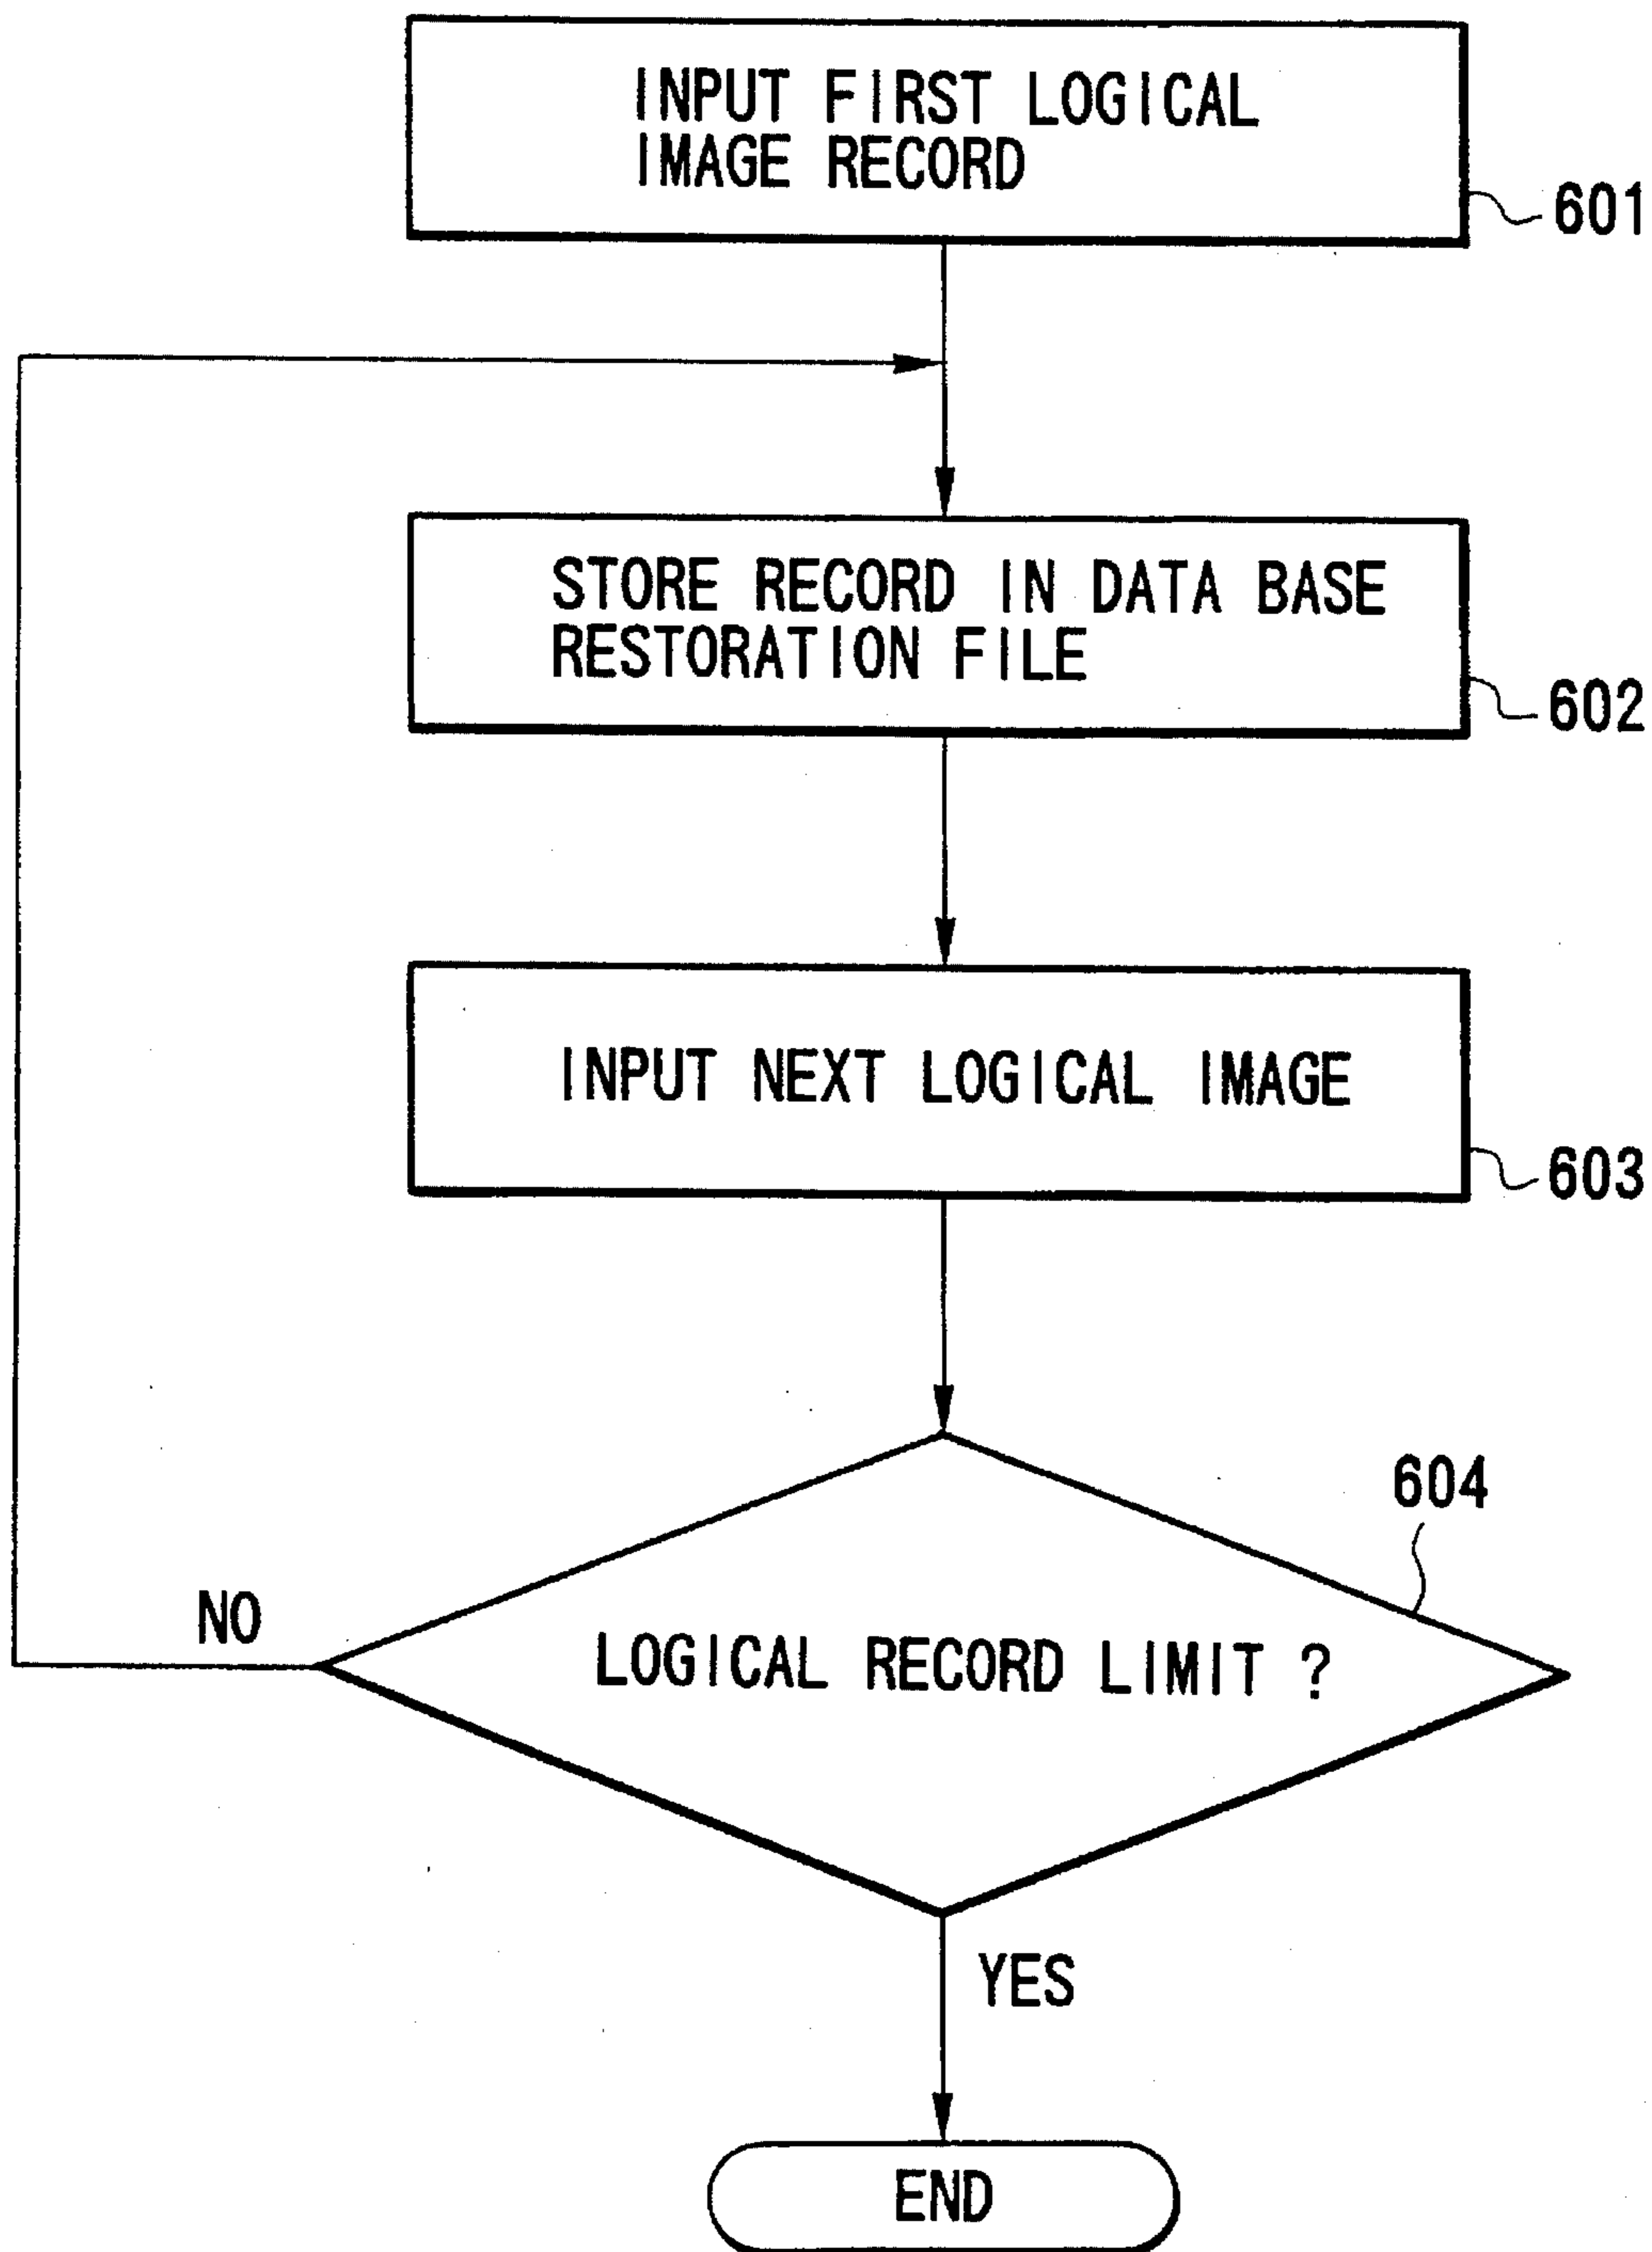 INPUT FIRST LOGICAL
IMAGE RECORD
601
STORE RECORD IN DATA BASE
RESTORATION FILE
602
INPUT NEXT LOGICAL IMAGE
603
604
NO
LOGICAL RECORD LIMIT ?
YES
END